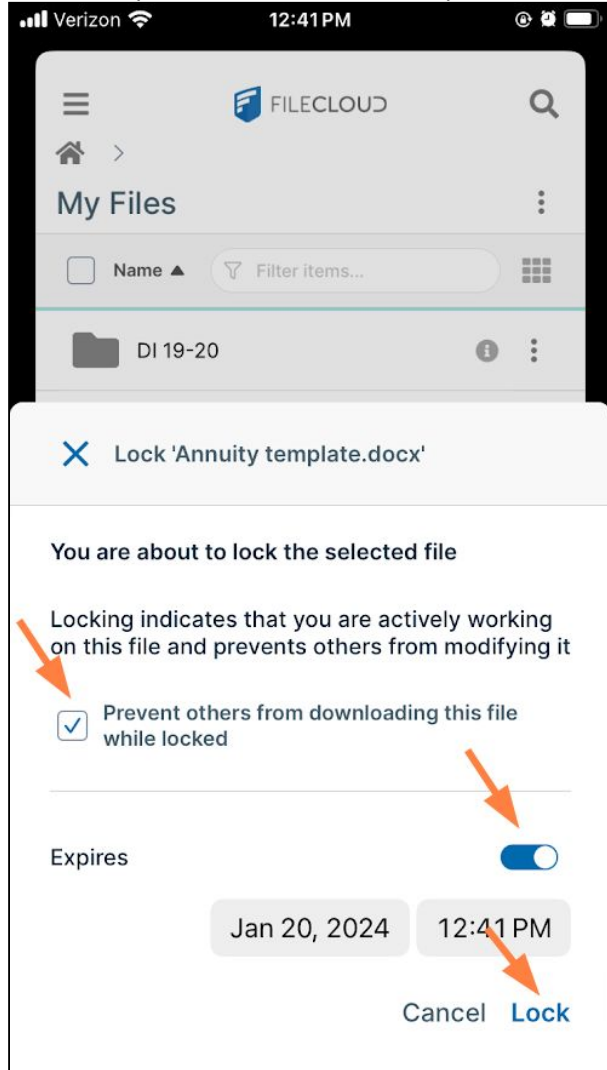 Verizon 12:41 PM
FILECLOUD
My Files
Name ▲ Filter items...
DI 19-20
Lock 'Annuity template.docx'
You are about to lock the selected file
Locking indicates that you are actively working
on this file and prevents others from modifying it
Prevent others from downloading this file
while locked
Expires
Jan 20, 2024 12:41 PM
Cancel Lock